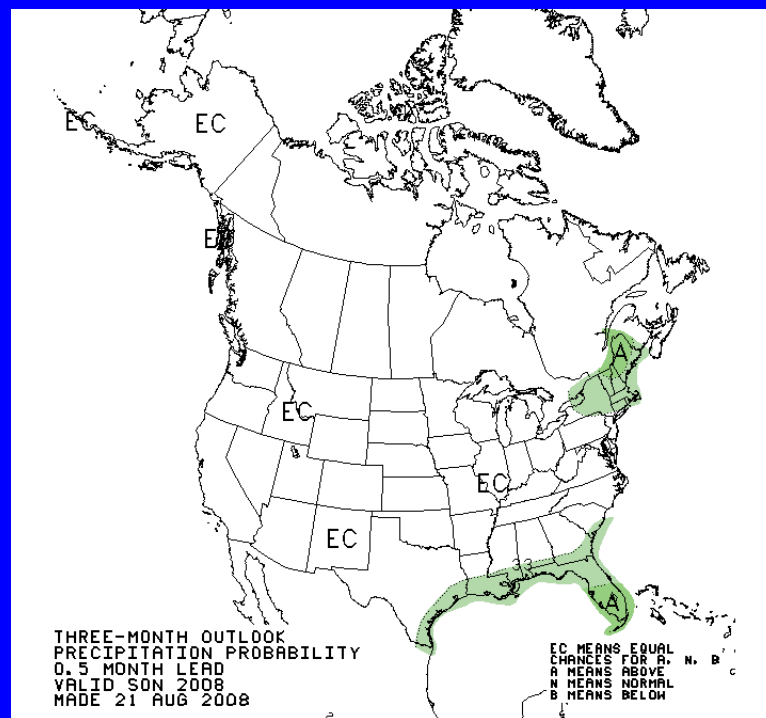 EC
EC
EC
A
EC
EC
EC
33
A
THREE-MONTH OUTLOOK
PRECIPITATION PROBABILITY
0.5 MONTH LEAD
VALID SON 2008
MADE 21 AUG 2008
EC MEANS EQUAL
CHANCES FOR A, N, B
A MEANS ABOVE
N MEANS NORMAL
B MEANS BELOW